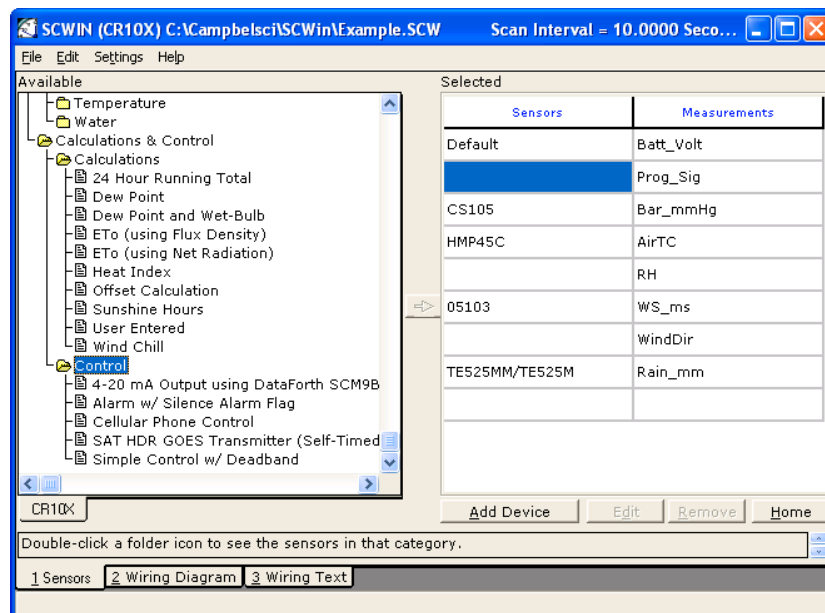 SCWIN (CR10X) C:\Campbelsci\SCWin\Example.SCW Scan Interval = 10.0000 Seco...
File Edit Settings Help
Available
Temperature
Water
Calculations & Control
Calculations
24 Hour Running Total
Dew Point
Dew Point and Wet-Bulb
ETo (using Flux Density)
ETo (using Net Radiation)
Heat Index
Offset Calculation
Sunshine Hours
User Entered
Wind Chill
Control
4-20 mA Output using DataForth SCM9B
Alarm w/ Silence Alarm Flag
Cellular Phone Control
SAT HDR GOES Transmitter (Self-Timed
Simple Control w/ Deadband
CR10X
Selected
Sensors Measurements
Default Batt_Volt
Prog_Sig
CS105 Bar_mmHg
HMP45C AirTC
RH
05103 WS_ms
WindDir
TE525MM/TE525M Rain_mm
Add Device Edit Remove Home
Double-click a folder icon to see the sensors in that category.
1 Sensors 2 Wiring Diagram 3 Wiring Text